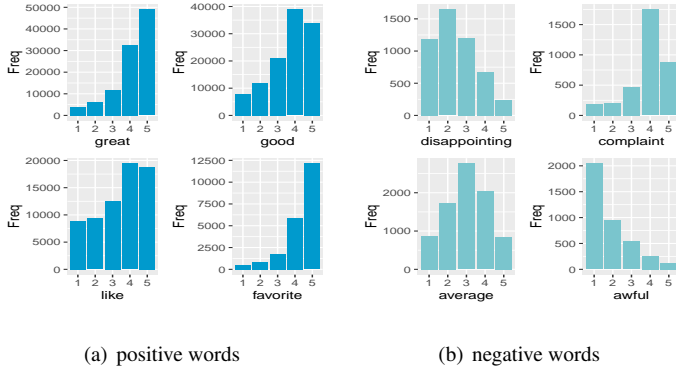 50000
40000
30000
20000
10000
0
Freq
1 2 3 4 5
great
40000
30000
20000
10000
0
Freq
1 2 3 4 5
good
1500
1000
500
0
Freq
1 2 3 4 5
disappointing
1500
1000
500
0
Freq
1 2 3 4 5
complaint
20000
15000
10000
5000
0
Freq
1 2 3 4 5
like
12500
10000
7500
5000
2500
0
Freq
1 2 3 4 5
favorite
2000
1000
0
Freq
1 2 3 4 5
average
2000
1500
1000
500
0
Freq
1 2 3 4 5
awful
(a) positive words
(b) negative words